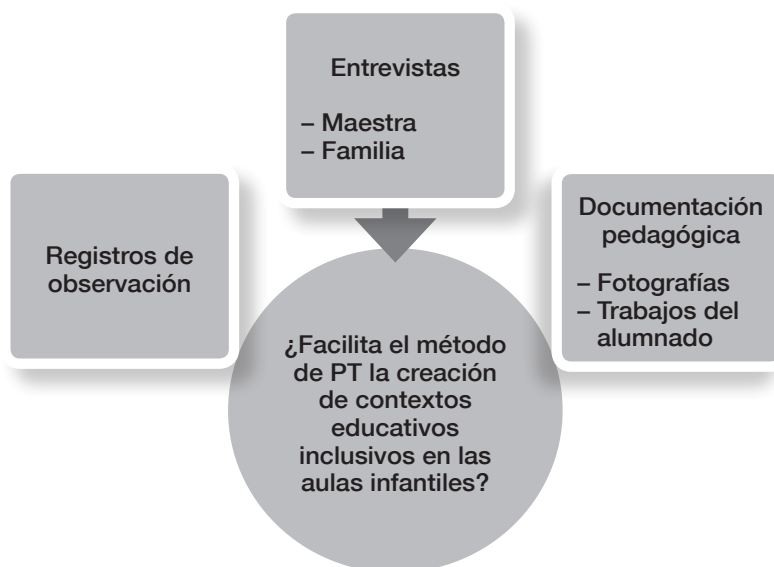 Entrevistas
– Maestra
– Familia
Registros de
observación
Documentación
pedagógica
– Fotografías
– Trabajos del
alumnado
¿Facilita el método
de PT la creación
de contextos
educativos
inclusivos en las
aulas infantiles?